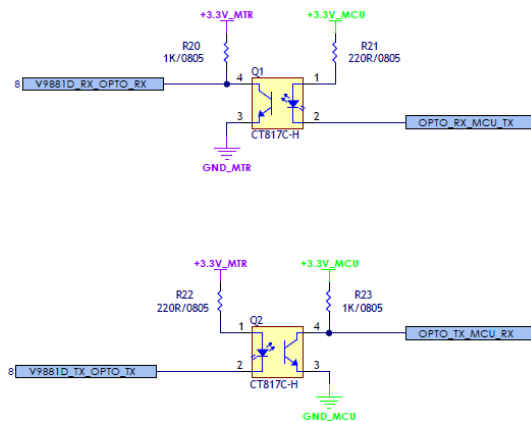 +3.3V_MTR
+3.3V_MCU
R20
1K/0805
R21
220R/0805
Q1
8
V9881D_RX_OPTO_RX
4
1
3
2
OPTO_RX_MCU_TX
CT817C-H
GND_MTR
+3.3V_MTR
+3.3V_MCU
R22
220R/0805
R23
1K/0805
Q2
1
4
OPTO_TX_MCU_RX
8
V9881D_TX_OPTO_TX
2
3
CT817C-H
GND_MCU